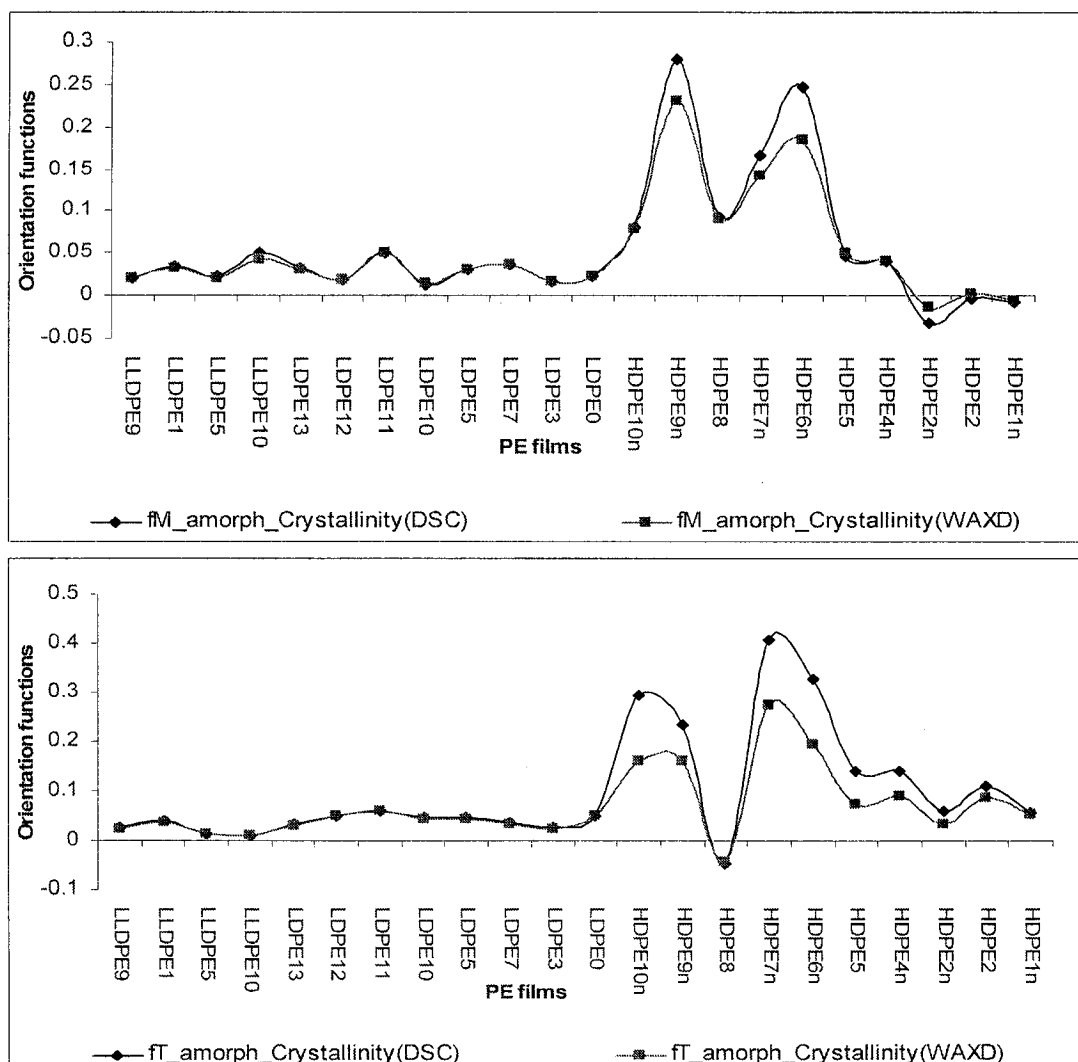 0.3
0.25
0.2
0.15
0.1
0.05
0
-0.05
Orientation functions
LLDPE9
LLDPE1
LLDPE5
LLDPE10
LDPE13
LDPE12
LDPE11
LDPE10
LDPE5
LDPE7
LDPE3
LDPE0
HDPE10n
HDPE9n
HDPE8
HDPE7n
HDPE6n
HDPE5
HDPE4n
HDPE2n
HDPE2
HDPE1n
PE films
fM_amorph_Crystallinity(DSC)
fM_amorph_Crystallinity(WAXD)
0.5
0.4
0.3
0.2
0.1
0
-0.1
Orientation functions
LLDPE9
LLDPE1
LLDPE5
LLDPE10
LDPE13
LDPE12
LDPE11
LDPE10
LDPE5
LDPE7
LDPE3
LDPE0
HDPE10n
HDPE9n
HDPE8
HDPE7n
HDPE6n
HDPE5
HDPE4n
HDPE2n
HDPE2
HDPE1n
PE films
fT_amorph_Crystallinity(DSC)
fT_amorph_Crystallinity(WAXD)